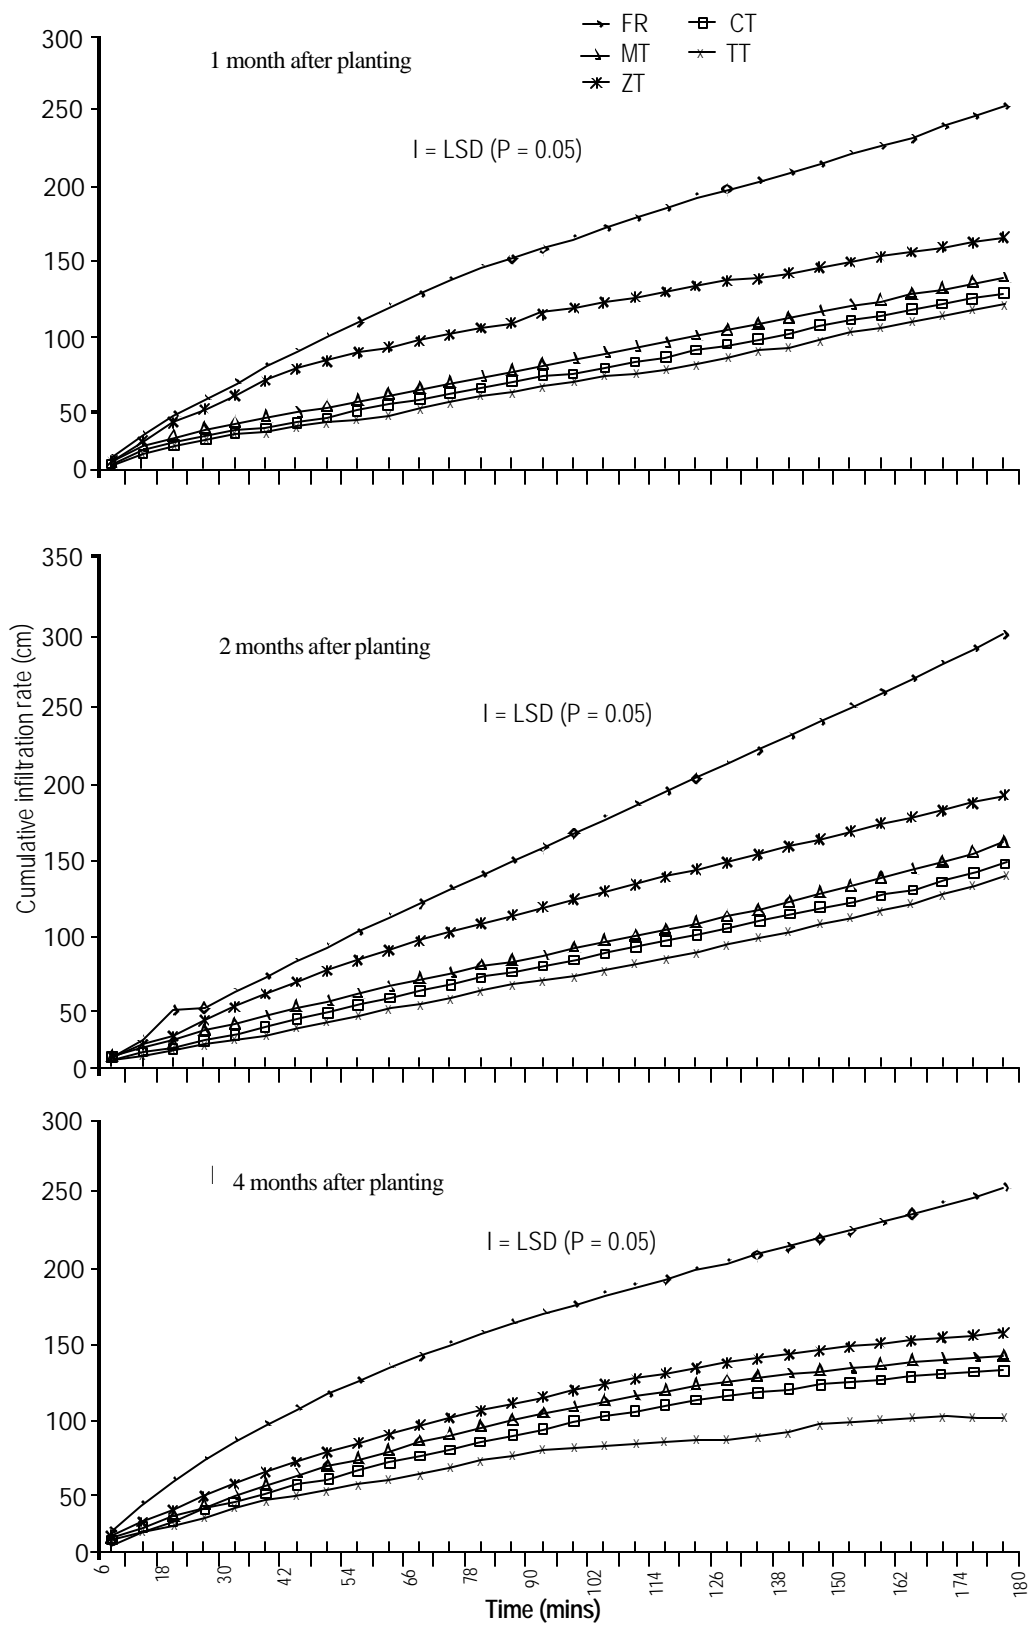 FR CT
MT TT
ZT
300
1 month after planting
250
I = LSD (P = 0.05)
200
150
100
50
0
350
300
2 months after planting
250
I = LSD (P = 0.05)
200
150
100
50
0
Cumulative infiltration rate (cm)
300
250
4 months after planting
I = LSD (P = 0.05)
200
150
100
50
0
6 18 30 42 54 66 78 90 102 114 126 138 150 162 174 180
Time (mins)